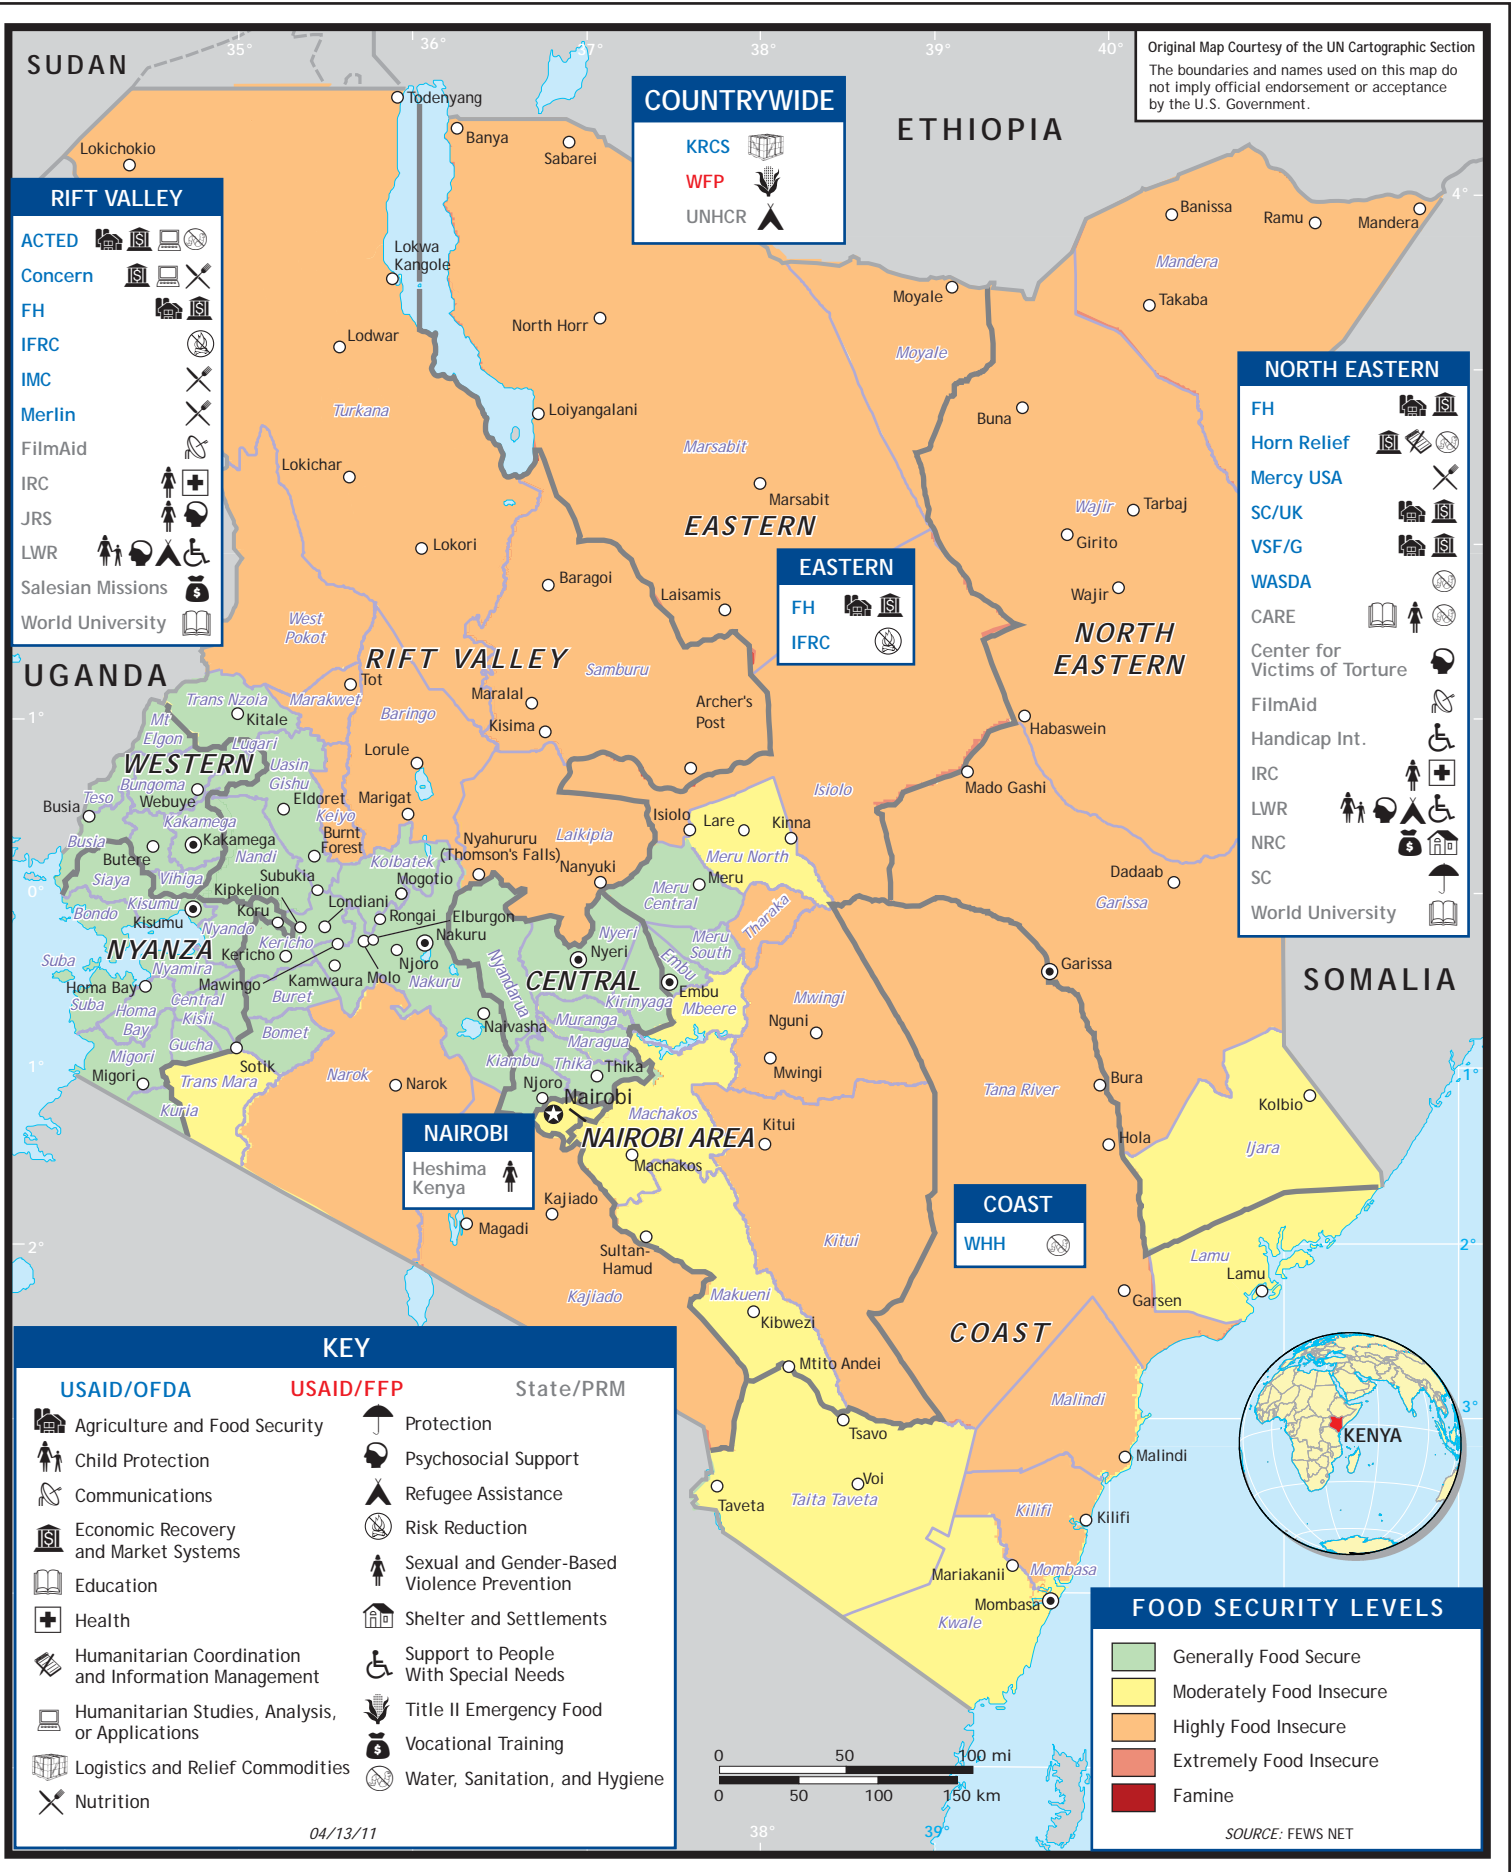 SUDAN
35°
36°
37°
38°
39°
40°
Original Map Courtesy of the UN Cartographic Section
The boundaries and names used on this map do
not imply official endorsement or acceptance
by the U.S. Government.
ETHIOPIA
COUNTRYWIDE
KRCS
WFP
UNHCR
Todenyang
Banya
Sabarei
Lokichokio
4°
Banissa
Ramu
Mandera
Mandera
Takaba
RIFT VALLEY
ACTED
Concern
FH
IFRC
IMC
Merlin
FilmAid
IRC
JRS
LWR
Salesian Missions
World University
Lokwa
Kangole
Lodwar
North Horr
Moyale
Moyale
Turkana
Loiyangalani
Buna
Marsabit
Lokichar
Marsabit
EASTERN
Wajir
Tarbaj
Girito
Lokori
Baragoi
Laisamis
Wajir
EASTERN
FH
IFRC
NORTH EASTERN
FH
Horn Relief
Mercy USA
SC/UK
VSF/G
WASDA
CARE
Center for
Victims of Torture
FilmAid
Handicap Int.
IRC
LWR
NRC
SC
World University
West
Pokot
RIFT VALLEY
Samburu
NORTH
EASTERN
UGANDA
Tot
Trans Nzoia
Marakwet
Kitale
Baringo
Maralal
Kisima
Archer's
Post
Habaswein
1°
Mt
Elgon
Lugari
WESTERN
Uasin
Gishu
Lorule
Mado Gashi
Isiolo
Bungoma
Teso
Webuye
Busia
Eldoret
Marigat
Keiyo
Isiolo
Lare
Kinna
Kakamega
Kakamega
Burnt
Forest
Nyahururu
(Thomson's Falls)
Laikipia
Busia
Butere
Nandi
Koibatek
Meru North
Nanyuki
Siaya
Vihiga
Subukia
Mogotio
Meru
Meru
Central
Dadaab
Garissa
0°
Kipkelion
Londiani
Kisumu
Bondo
Kisumu
Koru
Rongai
Elburgon
Tharaka
Nyando
Nakuru
Nyeri
Meru
South
NYANZA
Kericho
Kericho
Nyeri
Garissa
SOMALIA
Suba
Nyamira
Njoro
Embu
Homa Bay
Mawingo
Kamwaura
Molo
Nakuru
Nyandarua
CENTRAL
Embu
Suba
Homa
Bay
Central
Kisii
Buret
Kirinyaga
Mbeere
Mwingi
Naivasha
Muranga
Nguni
Gucha
Bomet
Maragua
1°
Migori
Kiambu
Thika
Thika
Mwingi
Migori
Sotik
Trans Mara
Narok
Narok
Njoro
Tana River
Bura
1°
Kuria
Nairobi
Machakos
Kolbio
NAIROBI
Heshima
Kenya
NAIROBI AREA
Kitui
Hola
Ijara
Machakos
Kajiado
Magadi
COAST
WHH
2°
Sultan-
Hamud
Kitui
2°
Lamu
Lamu
Kajiado
Makueni
Garsen
Kibwezi
COAST
Mtito Andei
Malindi
3°
KENYA
Tsavo
Malindi
Voi
Taita Taveta
Taveta
Kilifi
Kilifi
Mariakanii
Mombasa
Mombasa
Kwale
KEY
USAID/OFDA
USAID/FFP
State/PRM
Agriculture and Food Security
Child Protection
Communications
Economic Recovery
and Market Systems
Education
Health
Humanitarian Coordination
and Information Management
Humanitarian Studies, Analysis,
or Applications
Logistics and Relief Commodities
Nutrition
Protection
Psychosocial Support
Refugee Assistance
Risk Reduction
Sexual and Gender-Based
Violence Prevention
Shelter and Settlements
Support to People
With Special Needs
Title II Emergency Food
Vocational Training
Water, Sanitation, and Hygiene
04/13/11
0 50 100 mi
0 50 100 150 km
38°
39°
FOOD SECURITY LEVELS
Generally Food Secure
Moderately Food Insecure
Highly Food Insecure
Extremely Food Insecure
Famine
SOURCE: FEWS NET